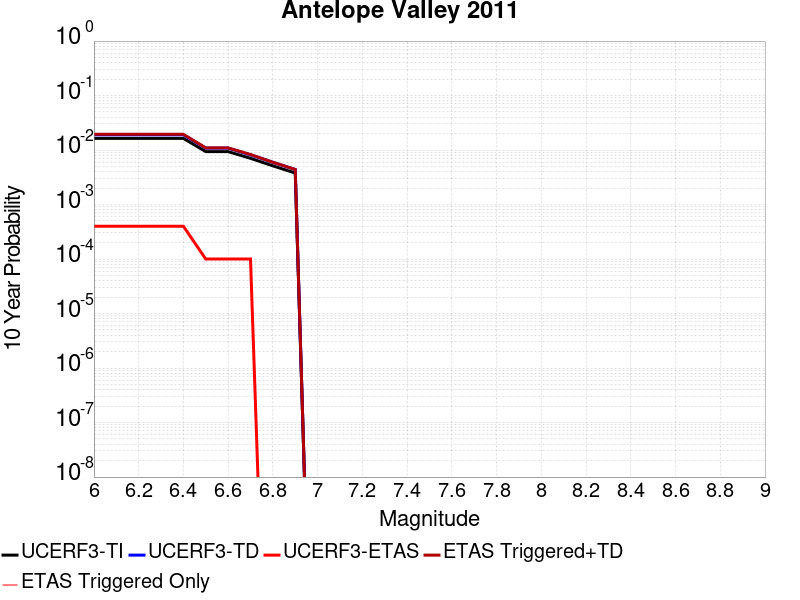 Antelope Valley 2011
10^0
10^-1
10^-2
10^-3
10^-4
10^-5
10^-6
10^-7
10^-8
10 Year Probability
6 6.2 6.4 6.6 6.8 7 7.2 7.4 7.6 7.8 8 8.2 8.4 8.6 8.8 9
Magnitude
UCERF3-TI UCERF3-TD UCERF3-ETAS ETAS Triggered+TD
ETAS Triggered Only